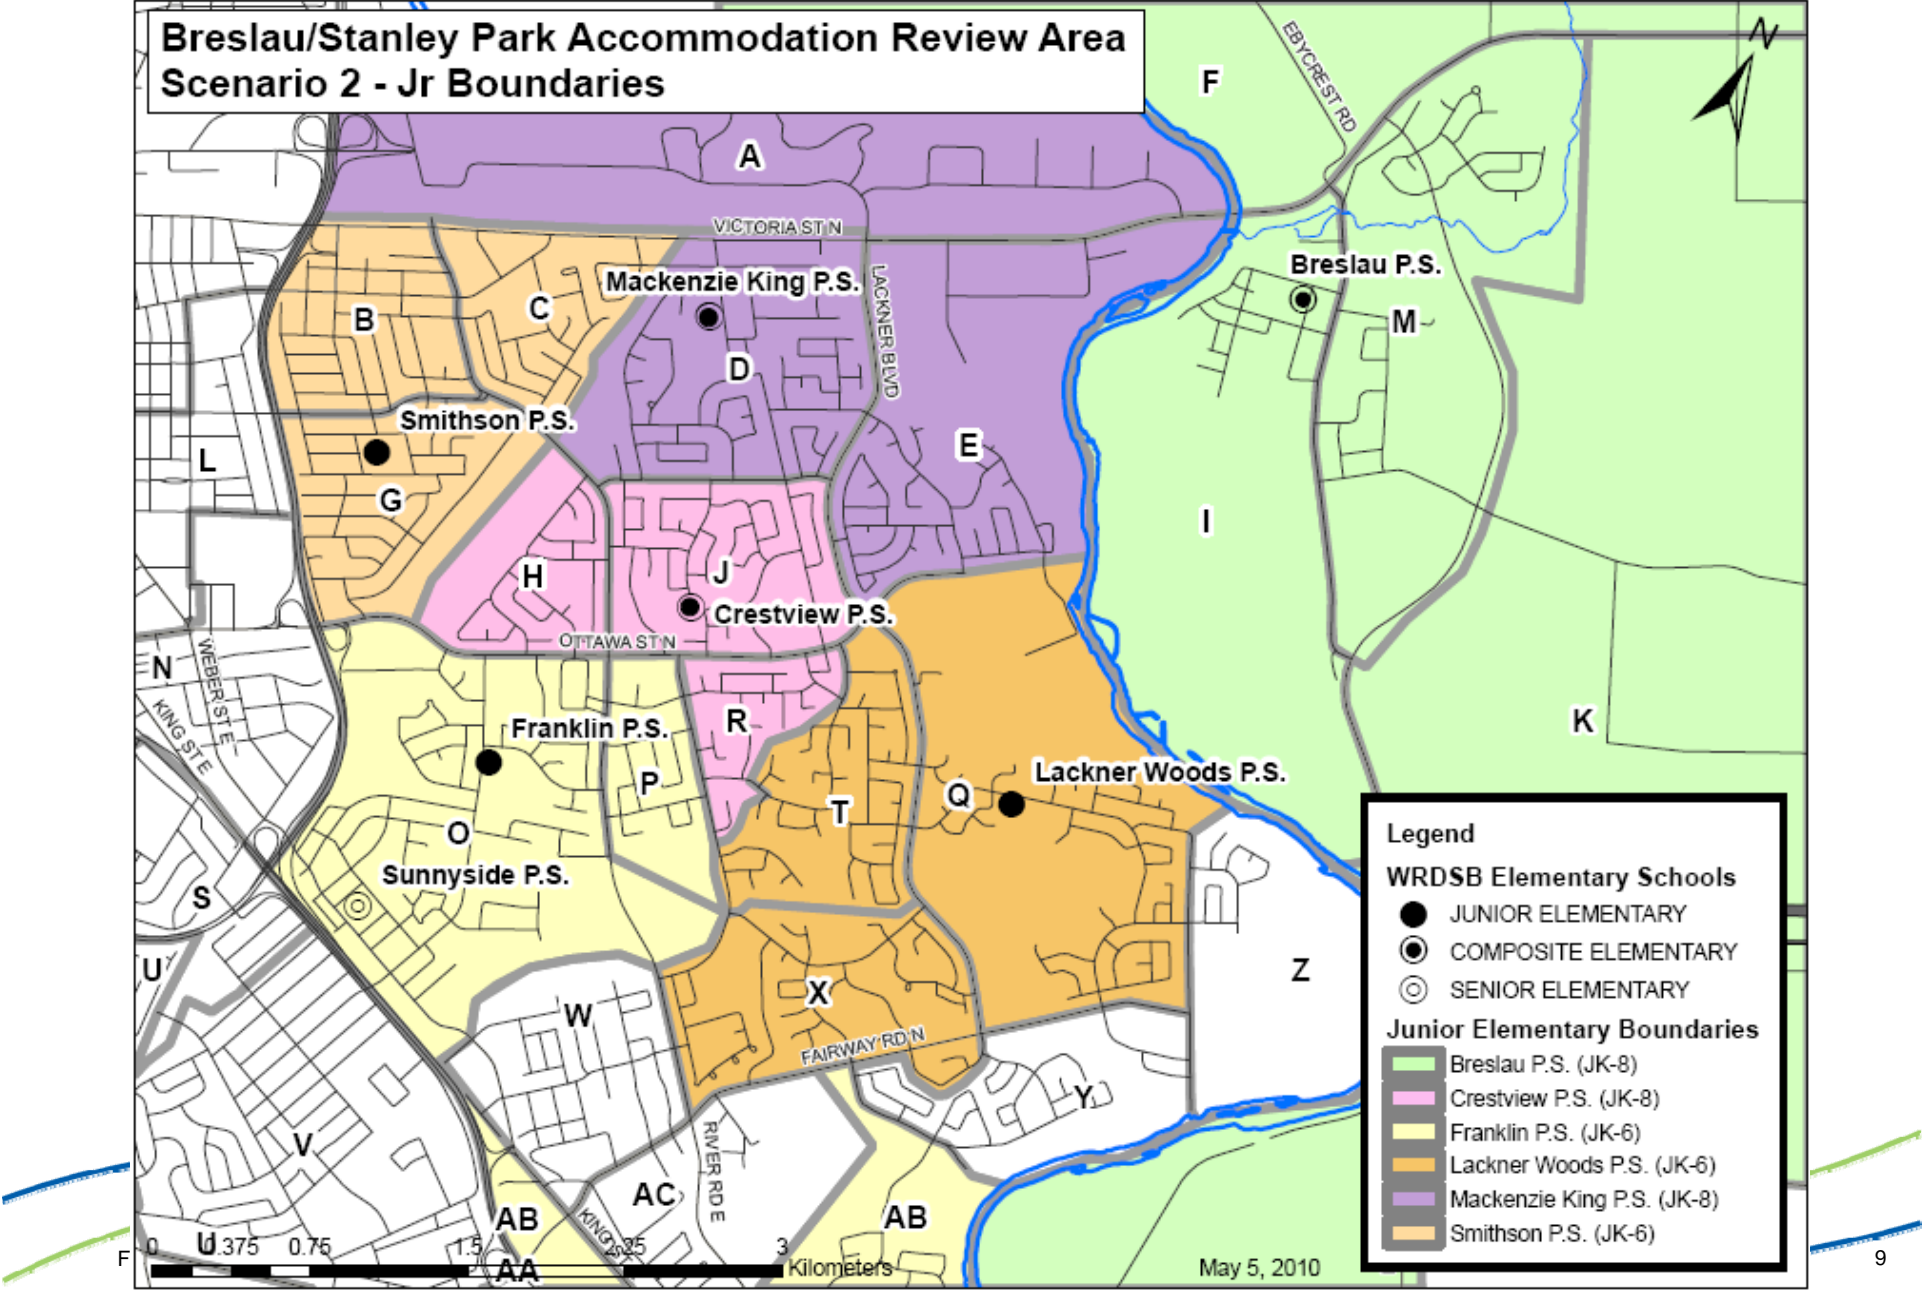 Breslau/Stanley Park Accommodation Review Area
Scenario 2 - Jr Boundaries
N
F
EBYCREST RD
A
VICTORIA ST N
Mackenzie King P.S.
Breslau P.S.
LACKNER BLVD
B
C
D
M
Smithson P.S.
L
E
G
I
H
J
Crestview P.S.
OTTAWA ST N
N
WEBER ST E
KING ST E
R
K
Franklin P.S.
P
Lackner Woods P.S.
Q
T
O
Sunnyside P.S.
S
U
Z
W
X
FAIRWAY RD N
Y
V
RIVER RD E
AC
AB
AB
KING ST
AA
U
0 0.375 0.75 1.5 2.25 3
Kilometers
May 5, 2010
Legend
WRDSB Elementary Schools
JUNIOR ELEMENTARY
COMPOSITE ELEMENTARY
SENIOR ELEMENTARY
Junior Elementary Boundaries
Breslau P.S. (JK-8)
Crestview P.S. (JK-8)
Franklin P.S. (JK-6)
Lackner Woods P.S. (JK-6)
Mackenzie King P.S. (JK-8)
Smithson P.S. (JK-6)
F
9